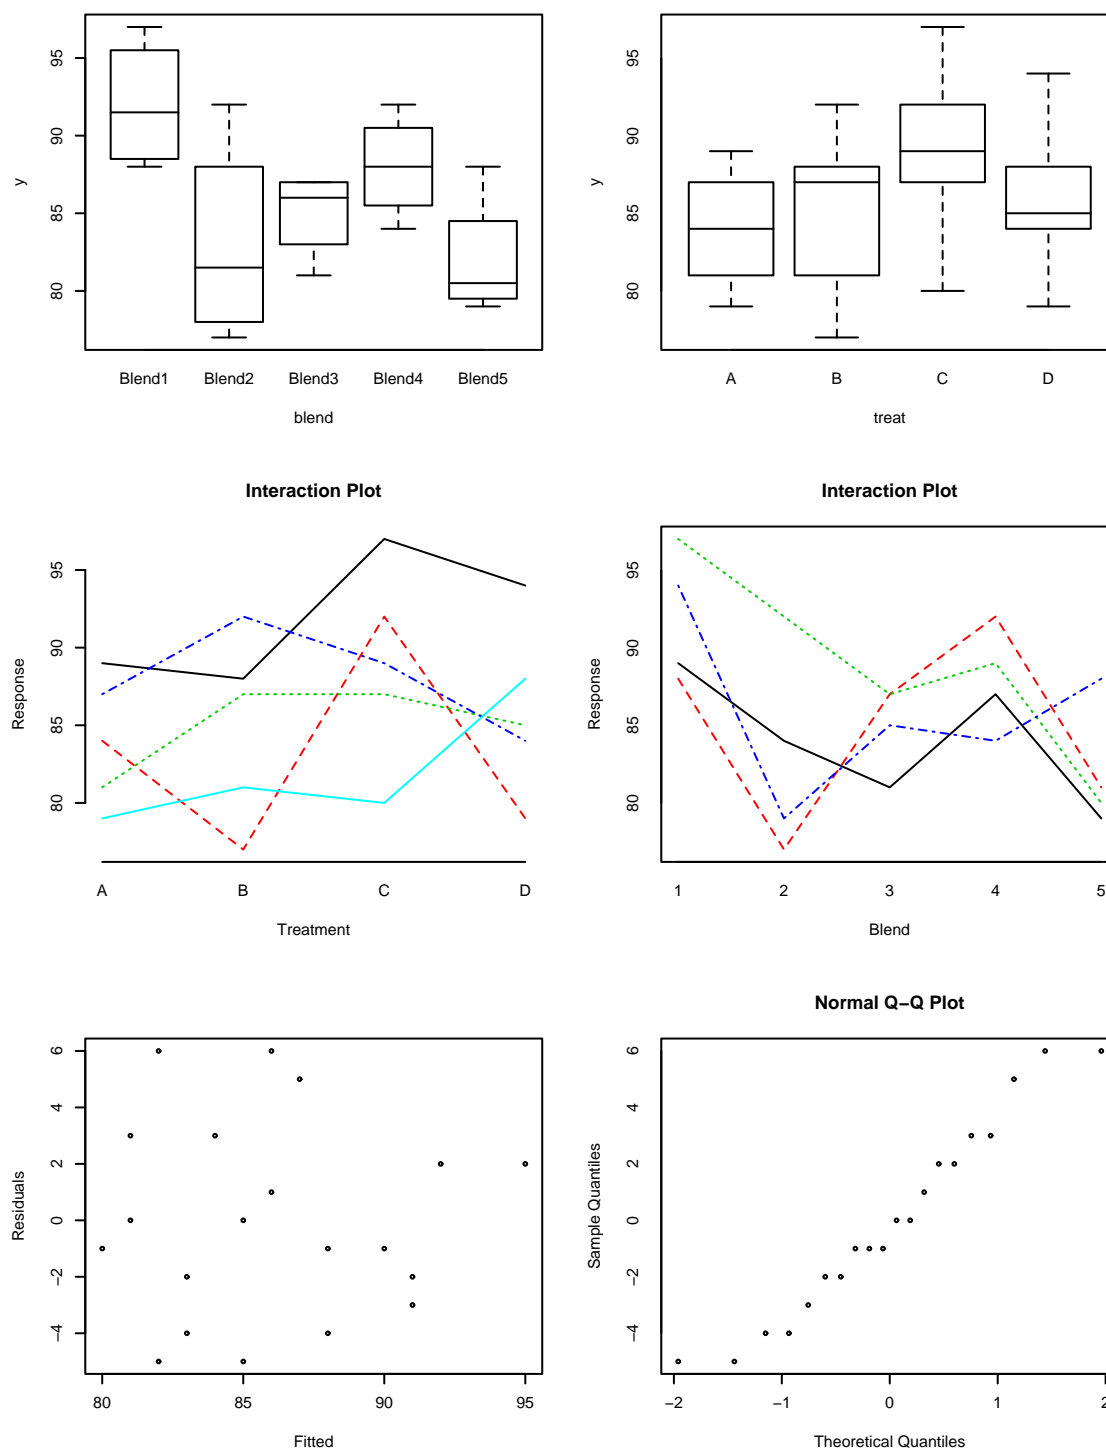 y
95
90
85
80
Blend1 Blend2 Blend3 Blend4 Blend5
blend
y
95
90
85
80
A B C D
treat
Interaction Plot
Response
95
90
85
80
A B C D
Treatment
Interaction Plot
Response
95
90
85
80
1 2 3 4 5
Blend
Residuals
6
4
2
0
−2
−4
80 85 90 95
Fitted
Normal Q−Q Plot
Sample Quantiles
6
4
2
0
−2
−4
−2 −1 0 1 2
Theoretical Quantiles